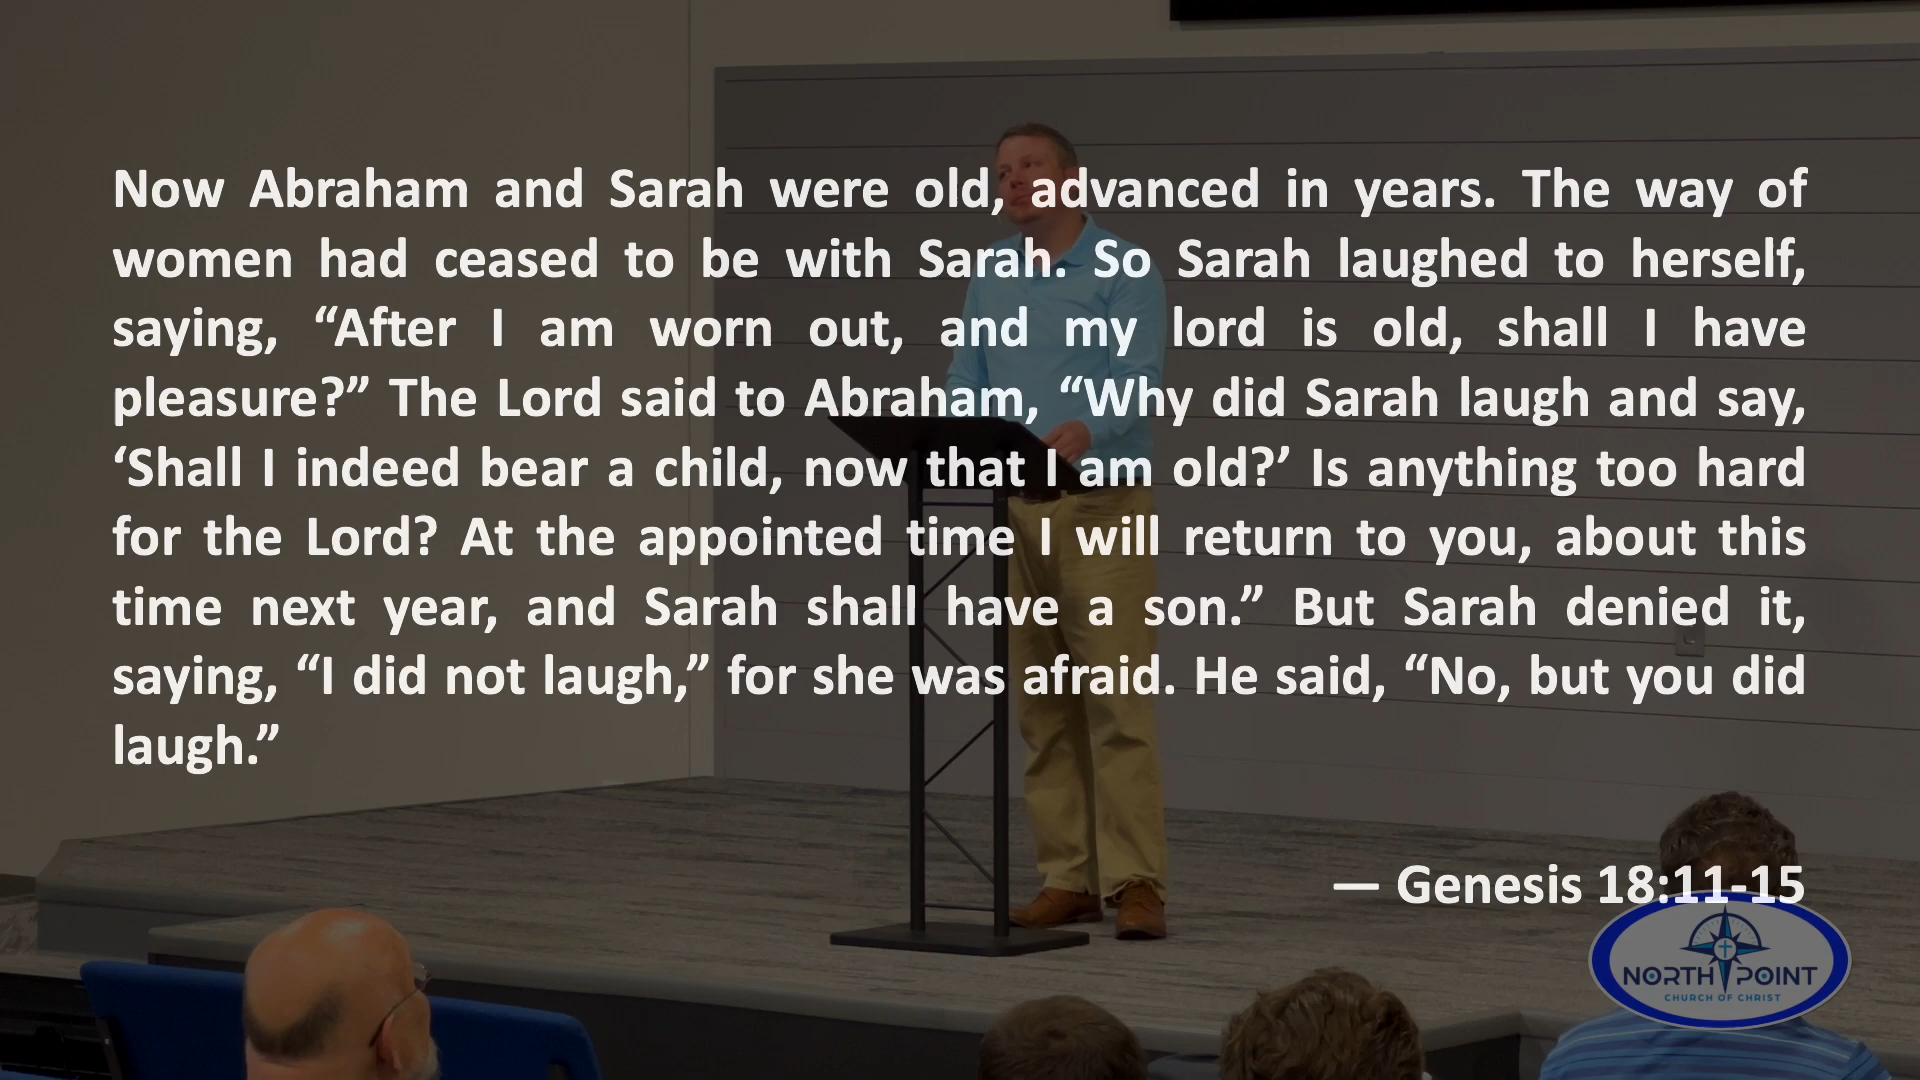 Now Abraham and Sarah were old, advanced in years. The way of
women had ceased to be with Sarah. So Sarah laughed to herself,
saying, “After I am worn out, and my lord is old, shall I have
pleasure?” The Lord said to Abraham, “Why did Sarah laugh and say,
‘Shall I indeed bear a child, now that I am old?’ Is anything too hard
for the Lord? At the appointed time I will return to you, about this
time next year, and Sarah shall have a son.” But Sarah denied it,
saying, “I did not laugh,” for she was afraid. He said, “No, but you did
laugh.”
— Genesis 18:11-15
NORTH POINT
CHURCH OF CHRIST